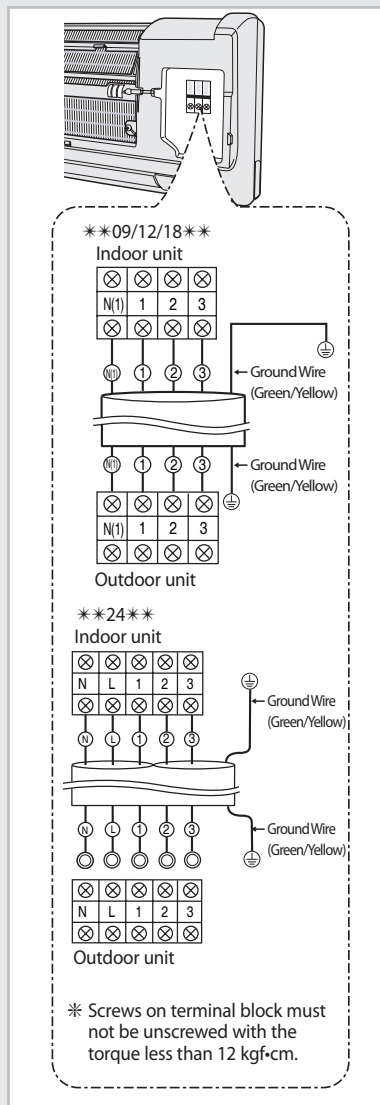 ✳✳09/12/18✳✳
Indoor unit
N(1) 1 2 3
N(1) 1 2 3
Ground Wire
(Green/Yellow)
N(1) 1 2 3
Ground Wire
(Green/Yellow)
N(1) 1 2 3
Outdoor unit
✳✳24✳✳
Indoor unit
N L 1 2 3
Ground Wire
(Green/Yellow)
N L 1 2 3
N L 1 2 3
Ground Wire
(Green/Yellow)
N L 1 2 3
Outdoor unit
❈ Screws on terminal block must
not be unscrewed with the
torque less than 12 kgf•cm.